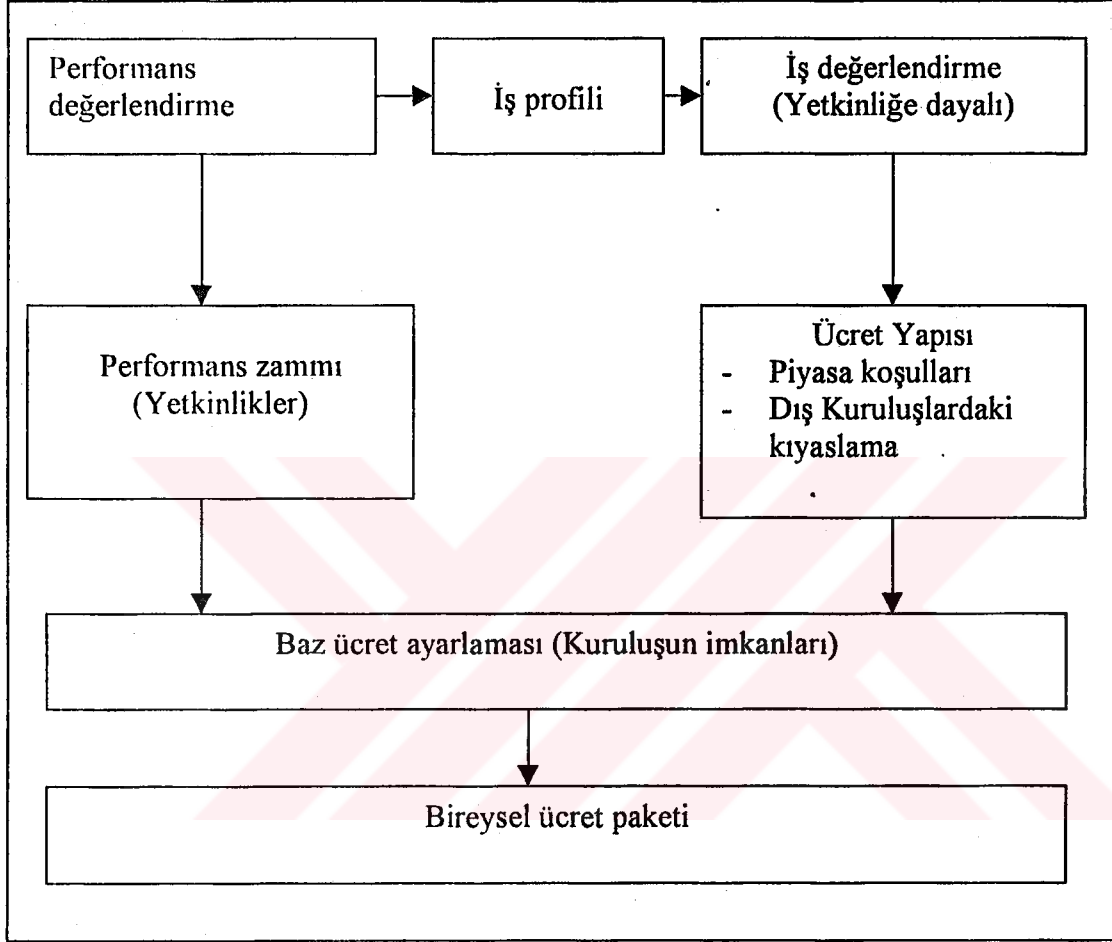 Performans
değerlendirme
İş profili
İş değerlendirme
(Yetkinliğe dayalı)
Performans zammı
(Yetkinlikler)
Ücret Yapısı
- Piyasa koşulları
- Dış Kuruluşlardaki
kıyaslama
Baz ücret ayarlaması (Kuruluşun imkanları)
Bireysel ücret paketi